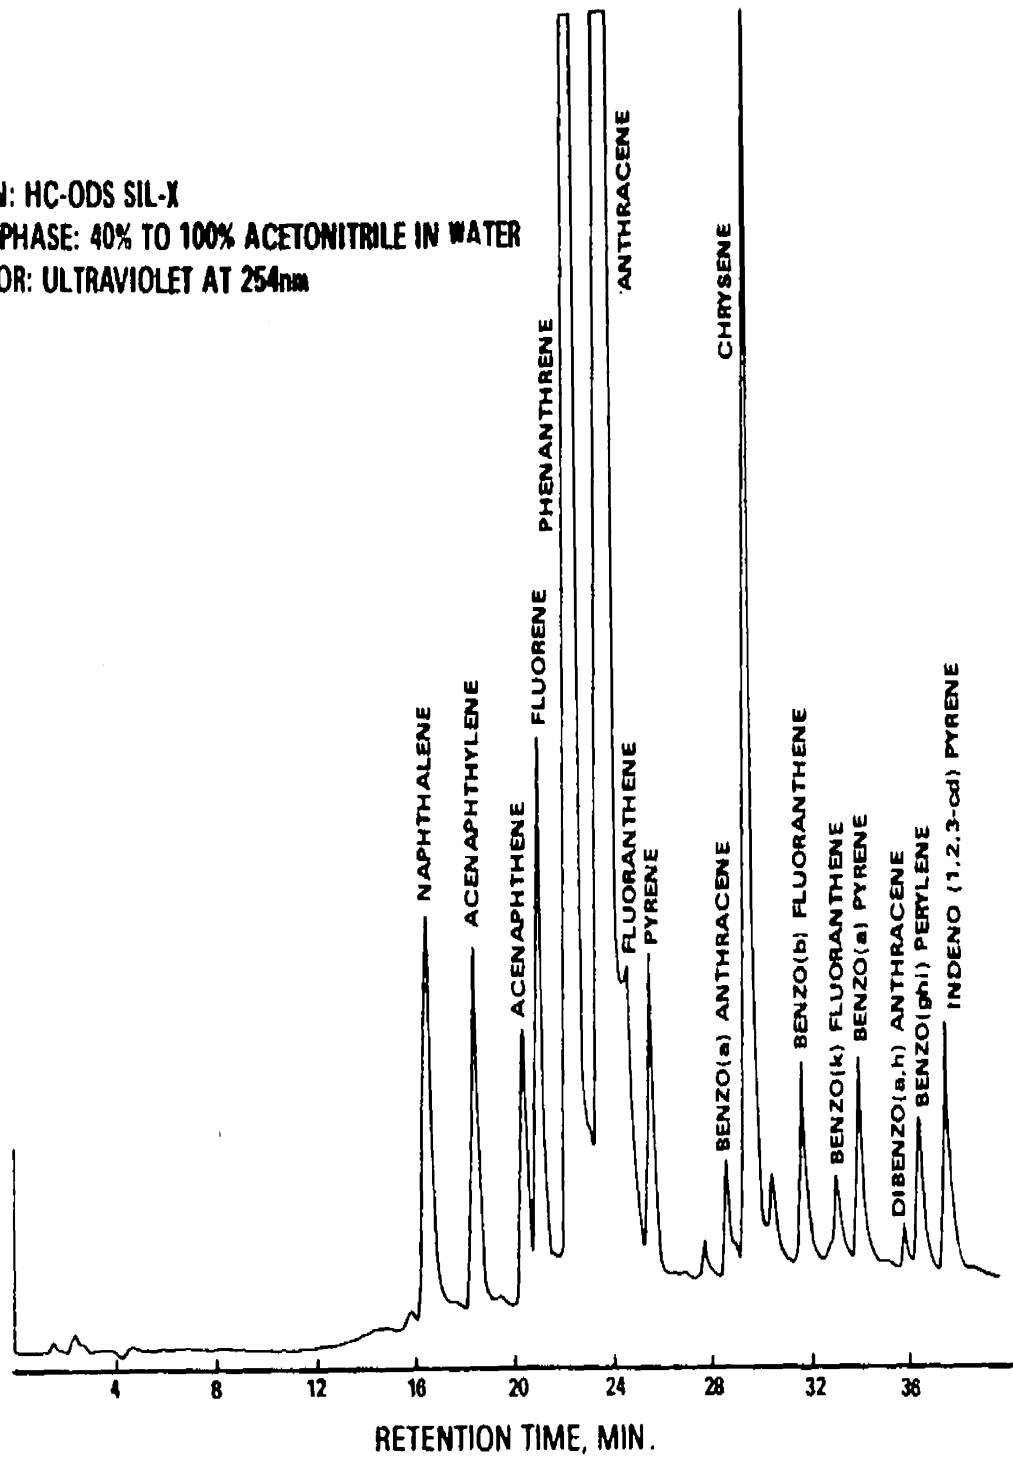 N: HC-ODS SIL-X
PHASE: 40% TO 100% ACETONITRILE IN WATER
OR: ULTRAVIOLET AT 254nm
NAPHTHALENE
ACENAPHTHYLENE
ACENAPHTHENE
FLUORENE
PHENANTHRENE
ANTHRACENE
FLUORANTHENE
PYRENE
BENZO(a) ANTHRACENE
CHRYSENE
BENZO(b) FLUORANTHENE
BENZO(k) FLUORANTHENE
BENZO(a) PYRENE
DIBENZO(a,h) ANTHRACENE
BENZO(ghi) PERYLENE
INDENO (1,2,3-cd) PYRENE
4 8 12 16 20 24 28 32 36
RETENTION TIME, MIN.